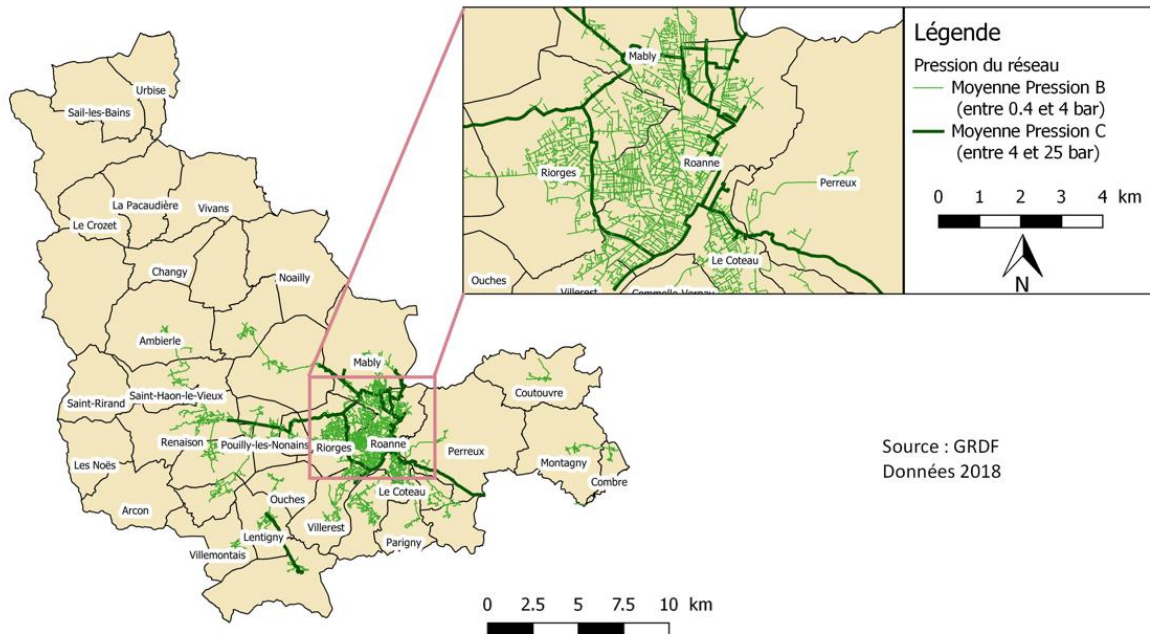 Légende
Pression du réseau
Moyenne Pression B
(entre 0.4 et 4 bar)
Moyenne Pression C
(entre 4 et 25 bar)
0 1 2 3 4 km
N
Mably
Riorges
Roanne
Perreux
Ouches
Le Coteau
Villerest
Commelle-Vernay
Urbise
Sail-les-Bains
La Pacaudière
Vivans
Le Crozet
Changy
Noailly
Ambierle
Mably
Saint-Rirand
Saint-Haon-le-Vieux
Coutouvre
Renaison
Pouilly-les-Nonains
Riorges
Roanne
Perreux
Les Noës
Montagny
Combre
Arcon
Ouches
Le Coteau
Lentigny
Villerest
Villemontais
Parigny
Source : GRDF
Données 2018
0 2.5 5 7.5 10 km